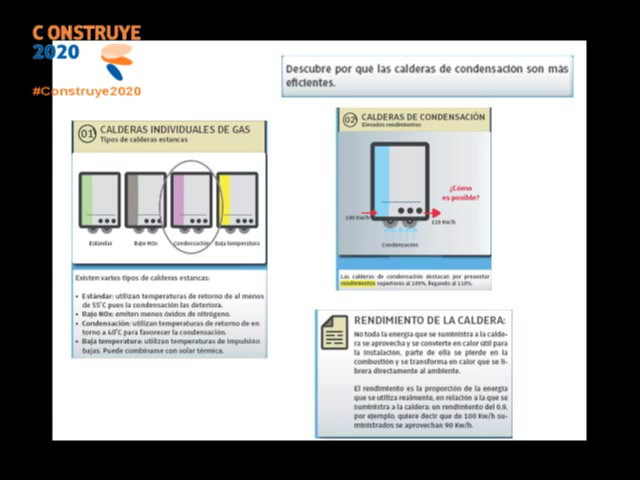 CONSTRUYE
2020
#Construye2020
Descubre por qué las calderas de condensación son más
eficientes.
01 CALDERAS INDIVIDUALES DE GAS
Tipos de calderas estancas
Estándar Bajo NOx Condensación Baja temperatura
Existen varios tipos de calderas estancas:
• Estándar: utilizan temperaturas de retorno de al menos
de 55°C pues la condensación las deteriora.
• Bajo NOx: emiten menos óxidos de nitrógeno.
• Condensación: utilizan temperaturas de retorno de en
torno a 40°C para favorecer la condensación.
• Baja temperatura: utilizan temperaturas de impulsión
bajas. Puede combinarse con solar térmica.
02 CALDERAS DE CONDENSACIÓN
Elevados rendimientos
¿Cómo
es posible?
100 Kw/h
110 Kw/h
Condensación
Las calderas de condensación destacan por presentar
rendimientos superiores al 100%, llegando al 110%.
RENDIMIENTO DE LA CALDERA:
No toda la energía que se suministra a la calde-
ra se aprovecha y se convierte en calor útil para
la instalación, parte de ella se pierde en la
combustión y se transforma en calor que se li-
brera directamente al ambiente.
El rendimiento es la proporción de la energía
que se utiliza realmente, en relación a la que se
suministra a la caldera: un rendimiento del 0,9,
por ejemplo, quiere decir que de 100 Kw/h su-
ministrados se aprovechan 90 Kw/h.